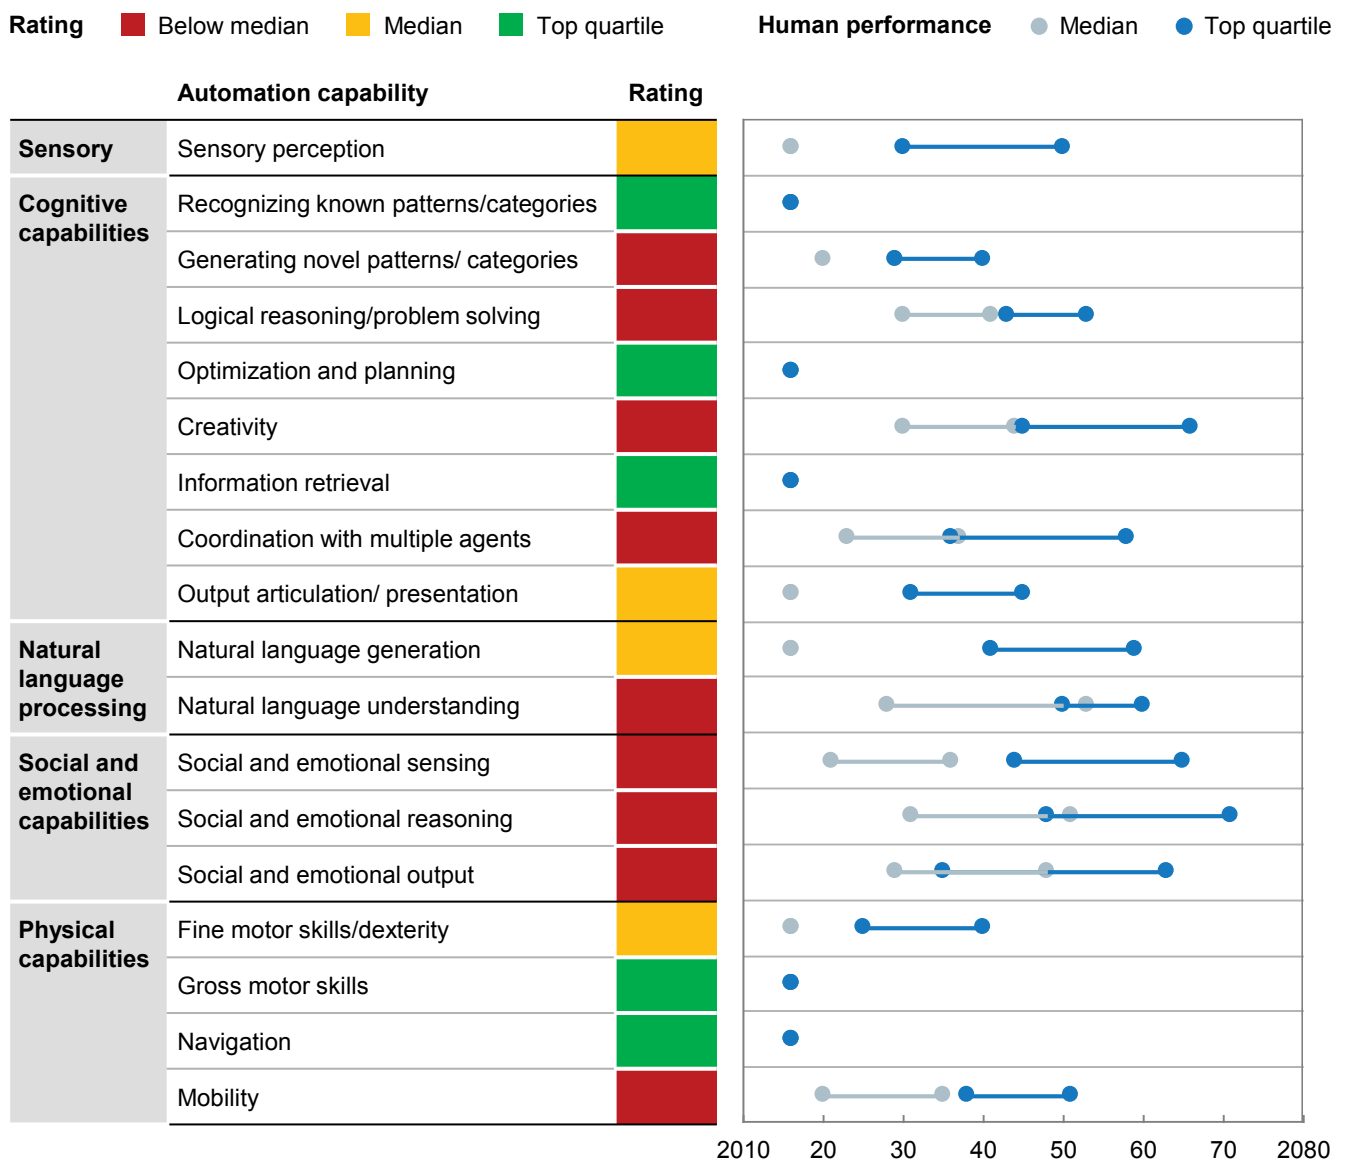 Rating Below median Median Top quartile Human performance Median Top quartile
Automation capability Rating
Sensory Sensory perception
Cognitive
capabilities
Recognizing known patterns/categories
Generating novel patterns/ categories
Logical reasoning/problem solving
Optimization and planning
Creativity
Information retrieval
Coordination with multiple agents
Output articulation/ presentation
Natural
language
processing
Natural language generation
Natural language understanding
Social and
emotional
capabilities
Social and emotional sensing
Social and emotional reasoning
Social and emotional output
Physical
capabilities
Fine motor skills/dexterity
Gross motor skills
Navigation
Mobility
2010 20 30 40 50 60 70 2080